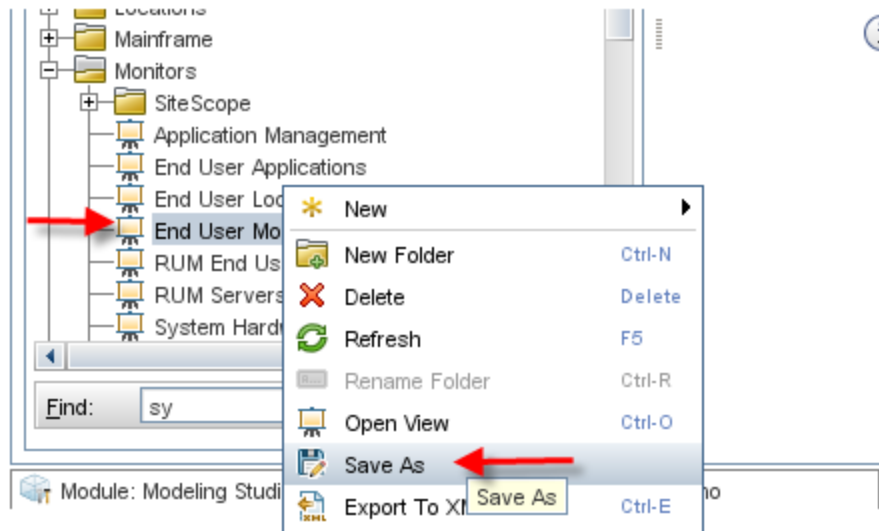 Mainframe
Monitors
SiteScope
Application Management
End User Applications
End User Loc
End User Mo
RUM End Us
RUM Servers
System Hard
New
New Folder Ctrl-N
Delete Delete
Refresh F5
Rename Folder Ctrl-R
Open View Ctrl-O
Save As
Save As
Export To X Ctrl-E
Find: sy
Module: Modeling Studi
no